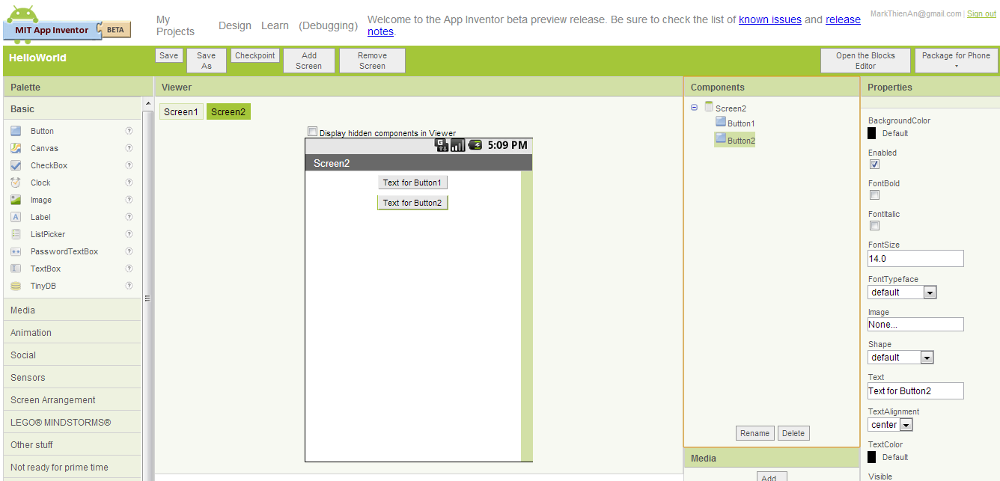 MIT App Inventor BETA
My Projects
Design Learn (Debugging)
Welcome to the App Inventor beta preview release. Be sure to check the list of known issues and release
notes.
MarkThienAn@gmail.com | Sign out
HelloWorld
Save
Save As
Checkpoint
Add Screen
Remove Screen
Open the Blocks Editor
Package for Phone
Palette
Basic
Button ?
Canvas ?
CheckBox ?
Clock ?
Image ?
Label ?
ListPicker ?
PasswordTextBox ?
TextBox ?
TinyDB ?
Media
Animation
Social
Sensors
Screen Arrangement
LEGO® MINDSTORMS®
Other stuff
Not ready for prime time
Viewer
Screen1 Screen2
Display hidden components in Viewer
5:09 PM
Screen2
Text for Button1
Text for Button2
Components
Screen2
Button1
Button2
Rename Delete
Media
Add
Properties
BackgroundColor
Default
Enabled
FontBold
FontItalic
FontSize
14.0
FontTypeface
default
Image
None...
Shape
default
Text
Text for Button2
TextAlignment
center
TextColor
Default
Visible